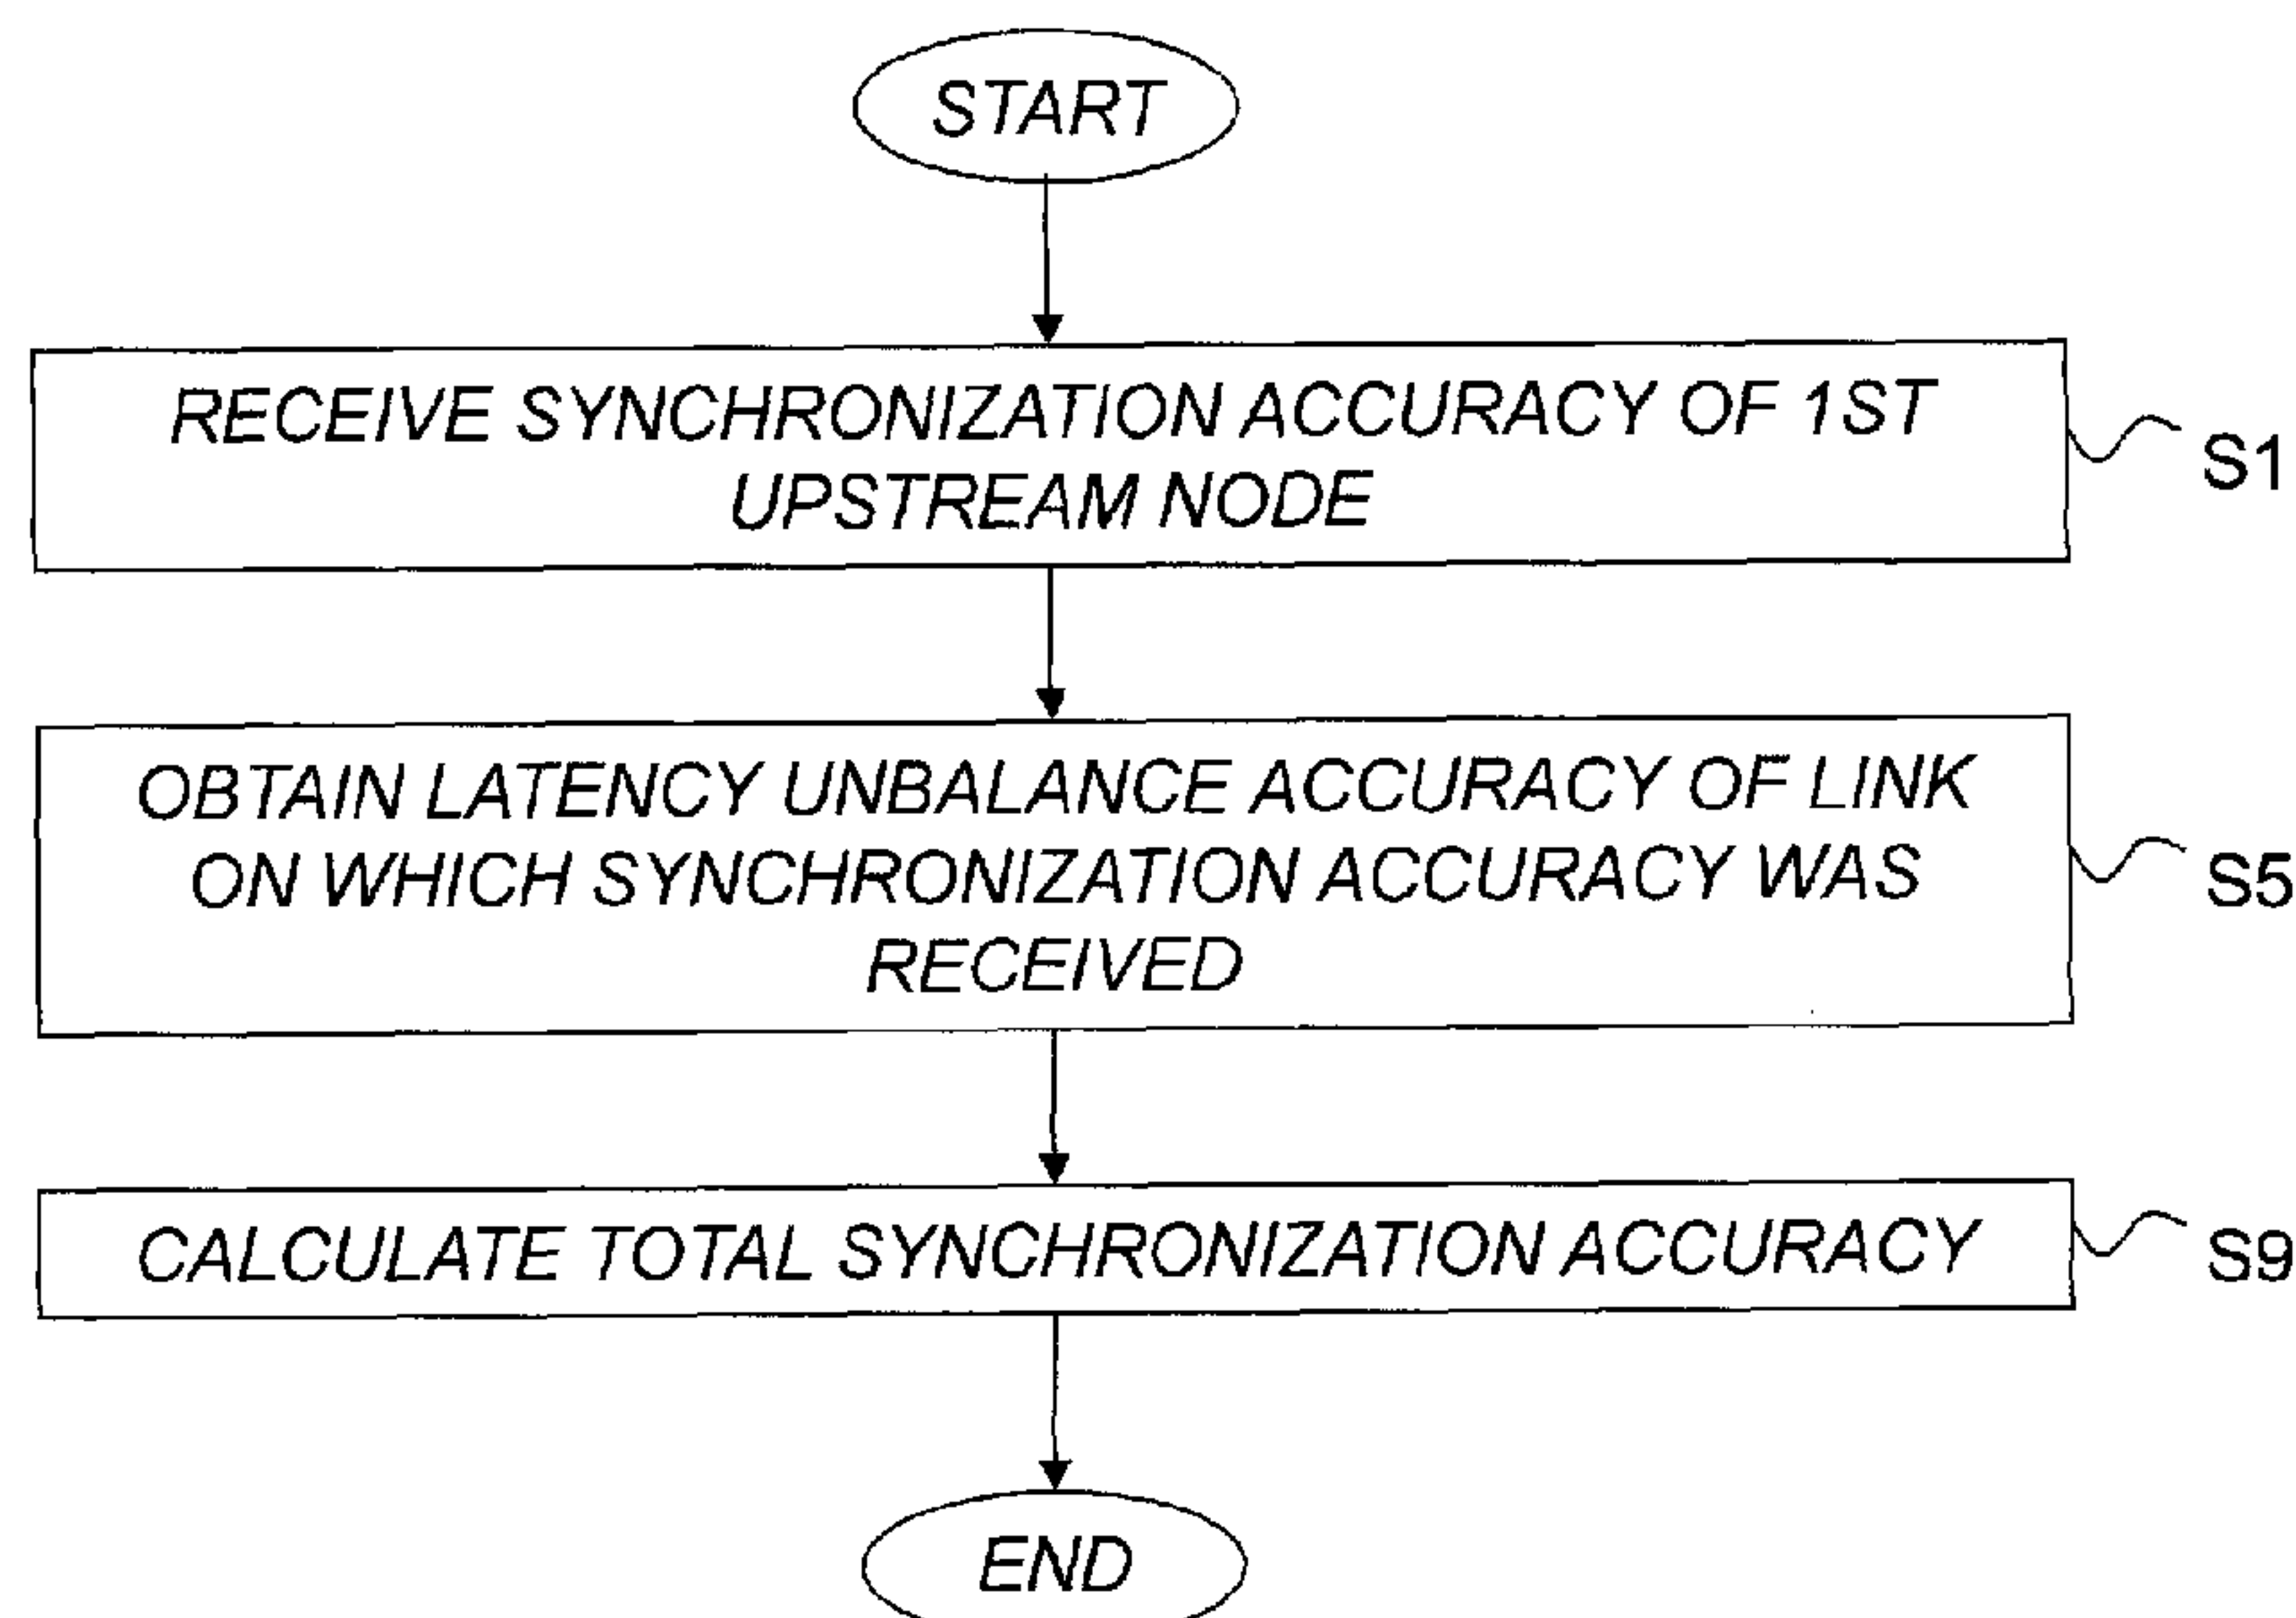 START
RECEIVE SYNCHRONIZATION ACCURACY OF 1ST
UPSTREAM NODE
S1
OBTAIN LATENCY UNBALANCE ACCURACY OF LINK
ON WHICH SYNCHRONIZATION ACCURACY WAS
RECEIVED
S5
CALCULATE TOTAL SYNCHRONIZATION ACCURACY
S9
END